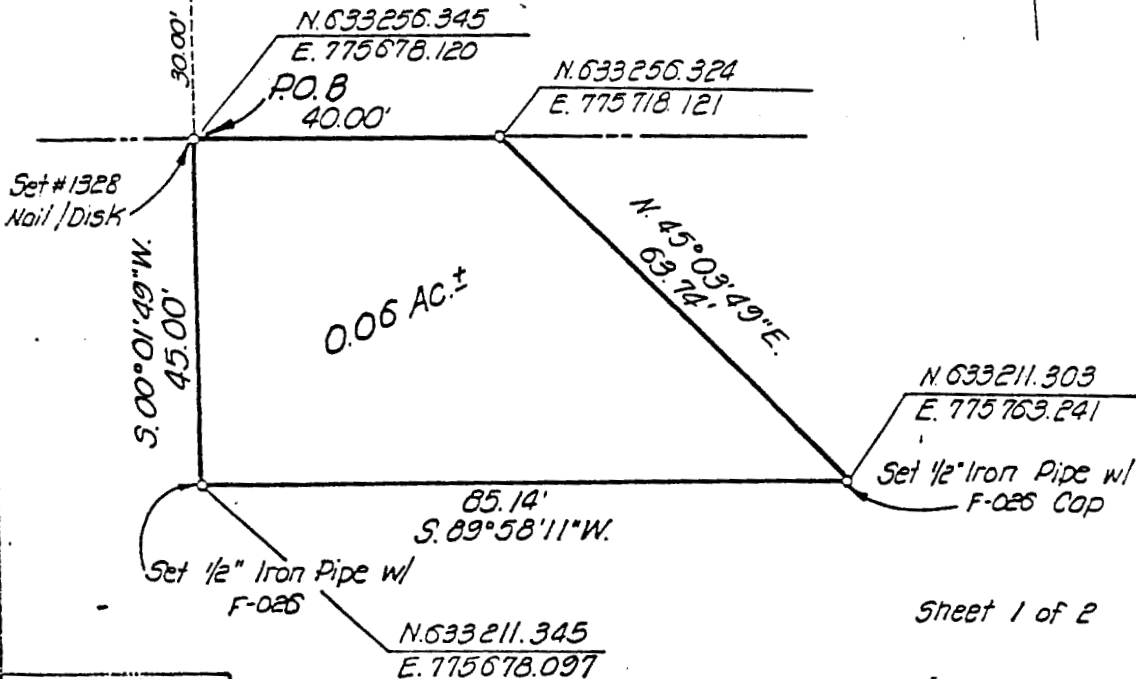 30.00'
N.633256.345
E. 775678.120
P.O.B
40.00'
N.633256.324
E. 775718.121
Set #1328
Nail/Disk
S.00°01'49"W.
45.00'
0.06 AC.±
N. 45°03'49"E.
63.74'
N. 633211.303
E. 775763.241
Set 1/2" Iron Pipe w/
F-026 Cap
85.14'
S. 89°58'11"W.
Set 1/2" Iron Pipe w/
F-026
N.633211.345
E. 775678.097
Sheet 1 of 2